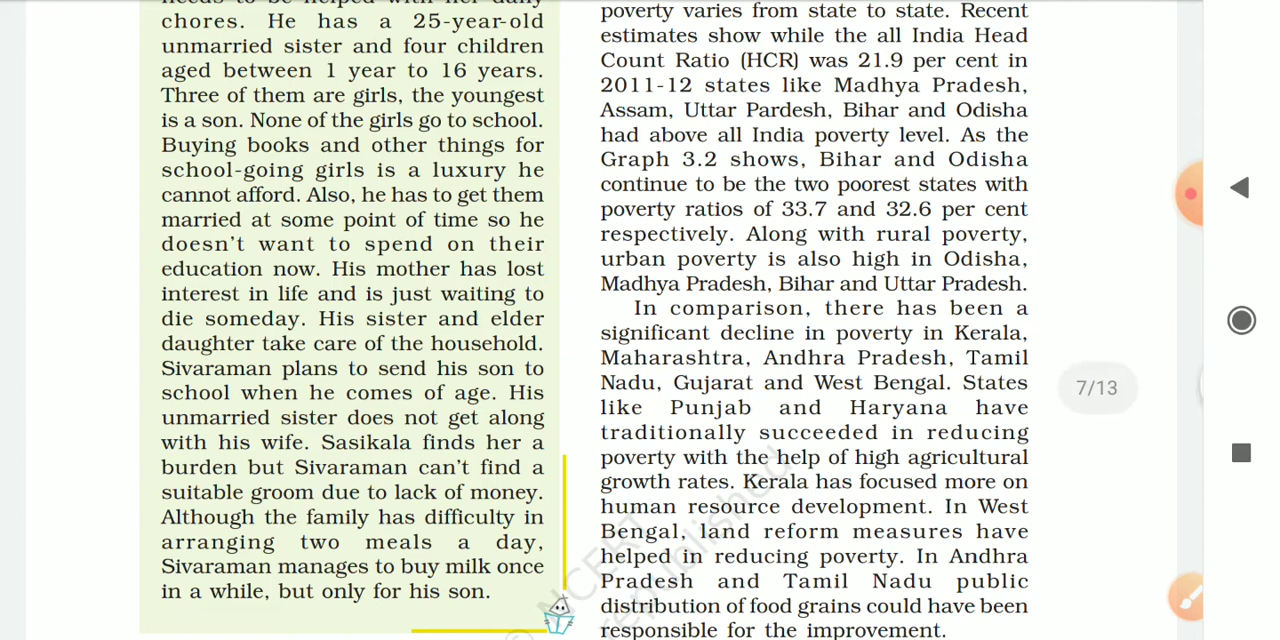 needs to be helped with her daily
chores. He has a 25-year-old
unmarried sister and four children
aged between 1 year to 16 years.
Three of them are girls, the youngest
is a son. None of the girls go to school.
Buying books and other things for
school-going girls is a luxury he
cannot afford. Also, he has to get them
married at some point of time so he
doesn't want to spend on their
education now. His mother has lost
interest in life and is just waiting to
die someday. His sister and elder
daughter take care of the household.
Sivaraman plans to send his son to
school when he comes of age. His
unmarried sister does not get along
with his wife. Sasikala finds her a
burden but Sivaraman can't find a
suitable groom due to lack of money.
Although the family has difficulty in
arranging two meals a day,
Sivaraman manages to buy milk once
in a while, but only for his son.
poverty varies from state to state. Recent
estimates show while the all India Head
Count Ratio (HCR) was 21.9 per cent in
2011-12 states like Madhya Pradesh,
Assam, Uttar Pardesh, Bihar and Odisha
had above all India poverty level. As the
Graph 3.2 shows, Bihar and Odisha
continue to be the two poorest states with
poverty ratios of 33.7 and 32.6 per cent
respectively. Along with rural poverty,
urban poverty is also high in Odisha,
Madhya Pradesh, Bihar and Uttar Pradesh.
In comparison, there has been a
significant decline in poverty in Kerala,
Maharashtra, Andhra Pradesh, Tamil
Nadu, Gujarat and West Bengal. States
like Punjab and Haryana have
traditionally succeeded in reducing
poverty with the help of high agricultural
growth rates. Kerala has focused more on
human resource development. In West
Bengal, land reform measures have
helped in reducing poverty. In Andhra
Pradesh and Tamil Nadu public
distribution of food grains could have been
responsible for the improvement.
© NCERT
republished
7/13